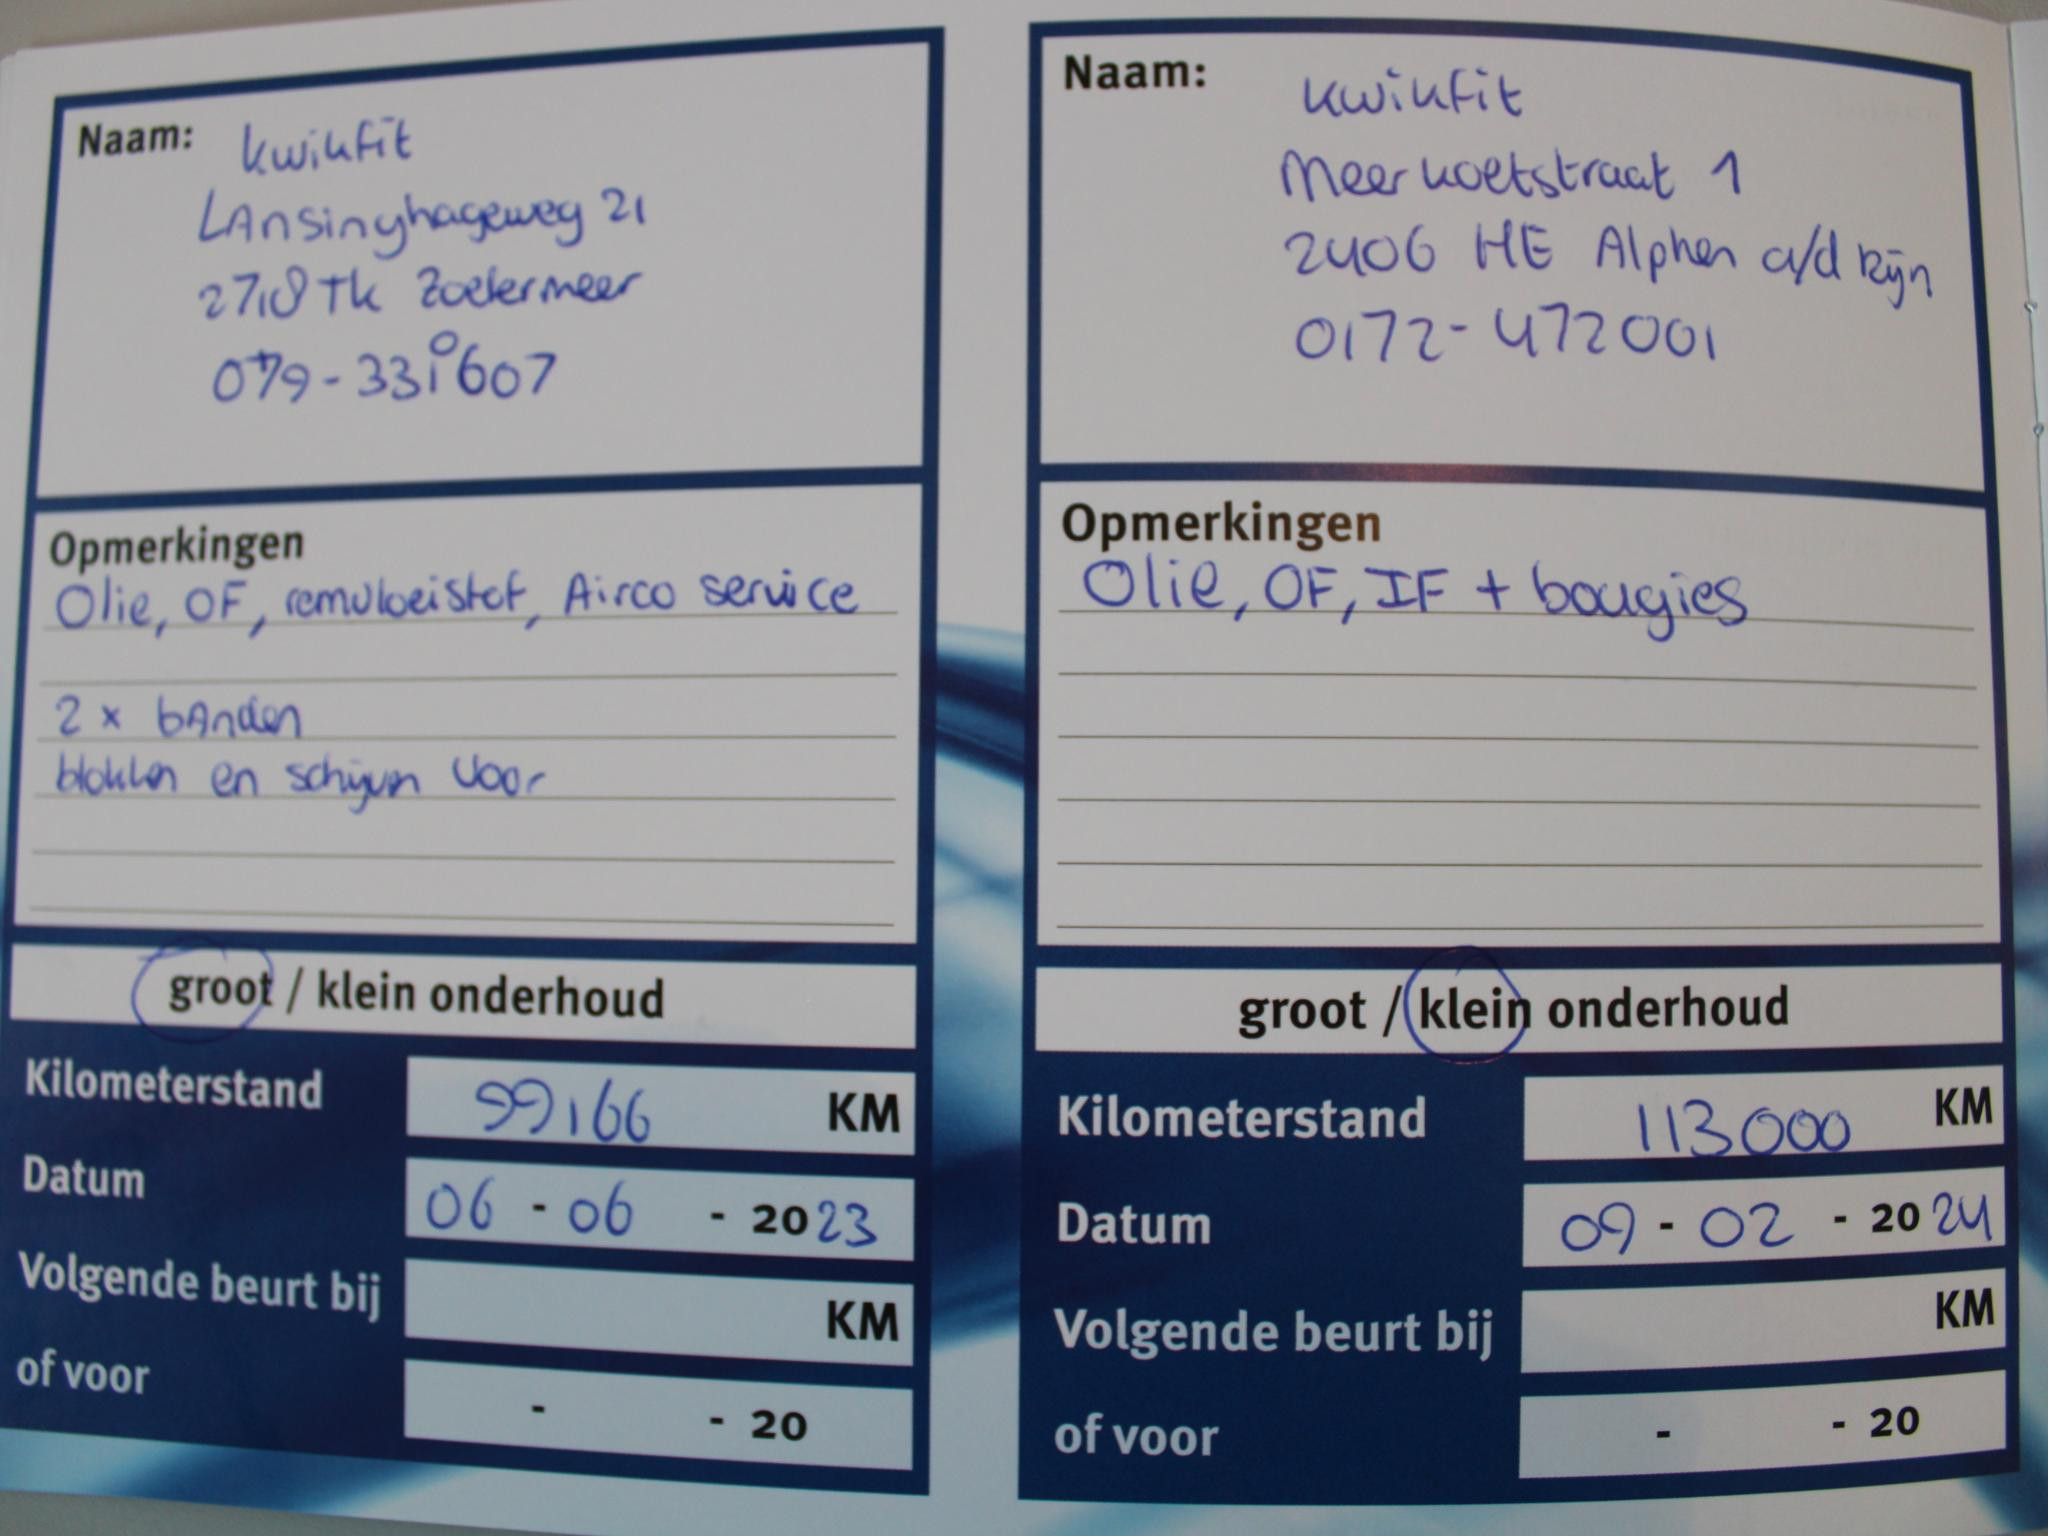 Naam: Kwikfit
LAnsinghageweg 21
2718 TK Zoetermeer
079-3310607
Opmerkingen
Olie, OF, remvloeistof, Airco service
2 x bAnden
blokken en schijven voor
groot / klein onderhoud
Kilometerstand 99166 KM
Datum 06 - 06 - 2023
Volgende beurt bij KM
of voor - - 20
Naam: Kwikfit
Meerkoetstraat 1
2406 HE Alphen a/d Rijn
0172-472001
Opmerkingen
Olie, OF, IF + bougies
groot / klein onderhoud
Kilometerstand 113000 KM
Datum 09 - 02 - 2024
Volgende beurt bij KM
of voor - - 20